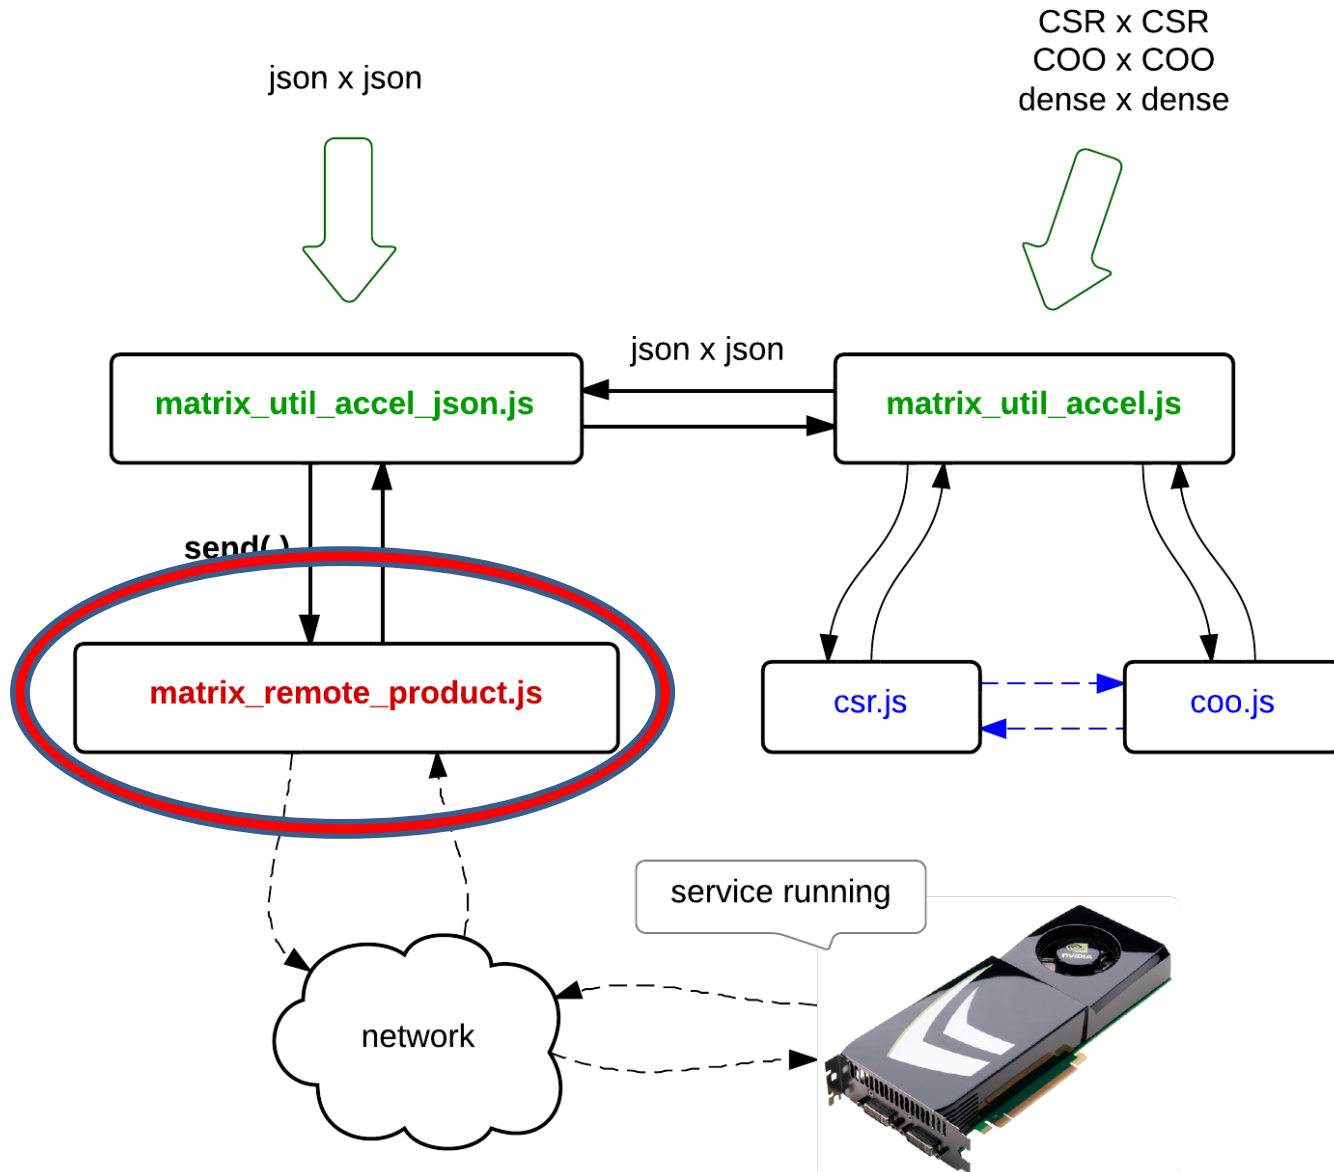 CSR x CSR
COO x COO
dense x dense
json x json
json x json
matrix_util_accel_json.js
matrix_util_accel.js
send(.)
matrix_remote_product.js
csr.js
coo.js
service running
nVIDIA
network